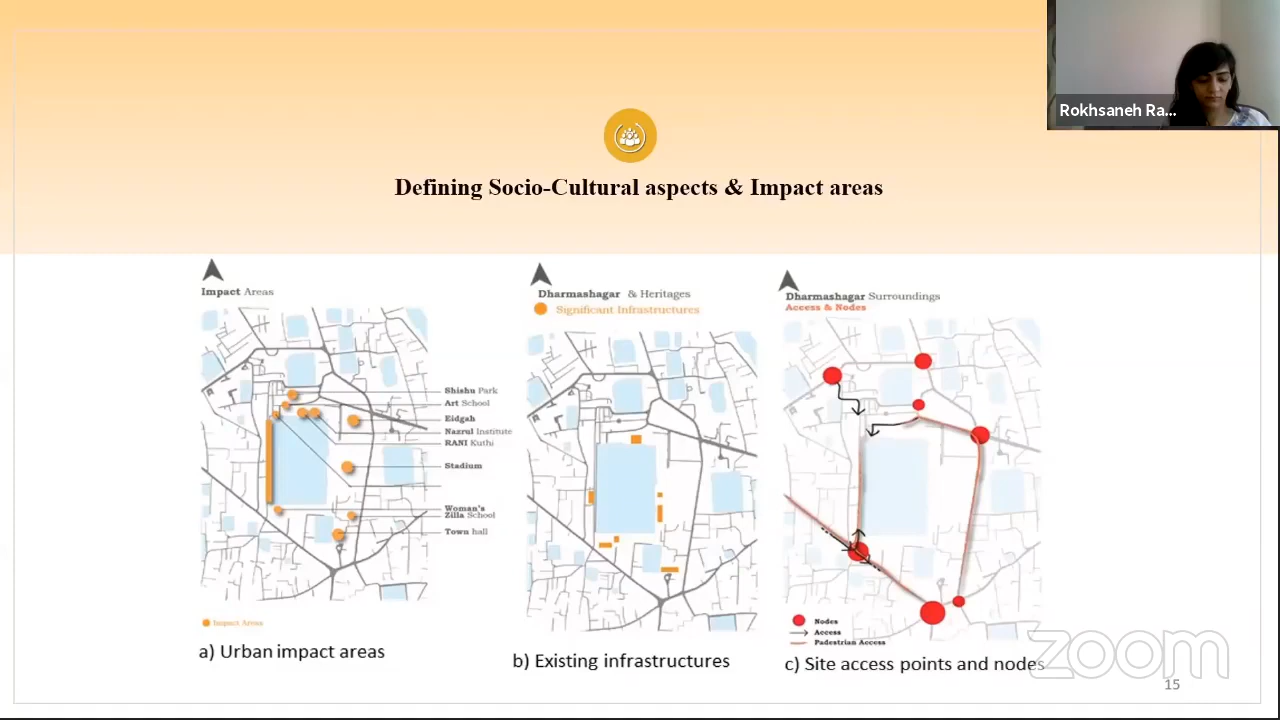 Rokhsaneh Ra...
Defining Socio-Cultural aspects & Impact areas
Impact Areas
Shishu Park
Art School
Eidgah
Nazrul Institute
RANI Kuthi
Stadium
Woman's
Zilla School
Town hall
Impact Areas
a) Urban impact areas
Dharmashagar & Heritages
Significant Infrastructures
b) Existing infrastructures
Dharmashagar Surroundings
Access & Nodes
Nodes
Access
Padestrian Access
c) Site access points and nodes
zoom
15